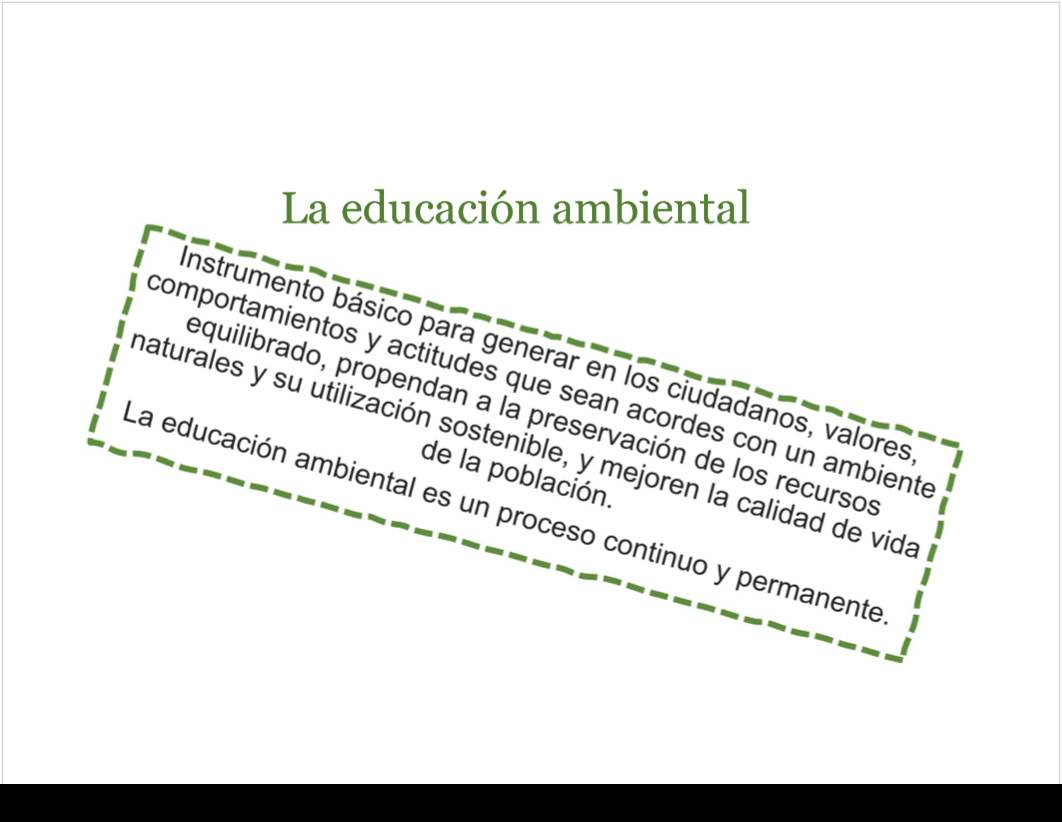 La educación ambiental
Instrumento básico para generar en los ciudadanos, valores,
comportamientos y actitudes que sean acordes con un ambiente
equilibrado, propendan a la preservación de los recursos
naturales y su utilización sostenible, y mejoren la calidad de vida
de la población.
La educación ambiental es un proceso continuo y permanente.